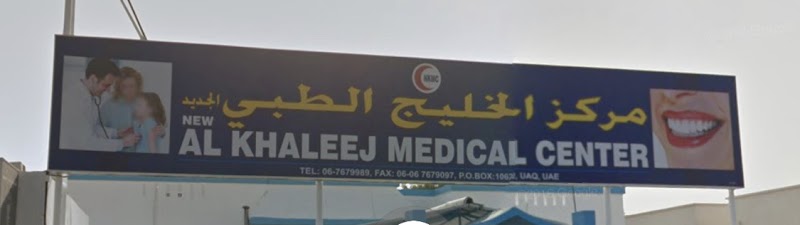 مركز الخليج الطبي الجديد
NEW
AL KHALEEJ MEDICAL CENTER
TEL: 06-7679989, FAX: 06-06 7679097, P.O.BOX:1063l, UAQ, UAE